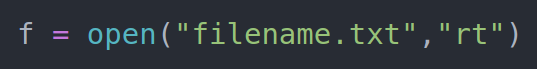 f = open("filename.txt","rt")